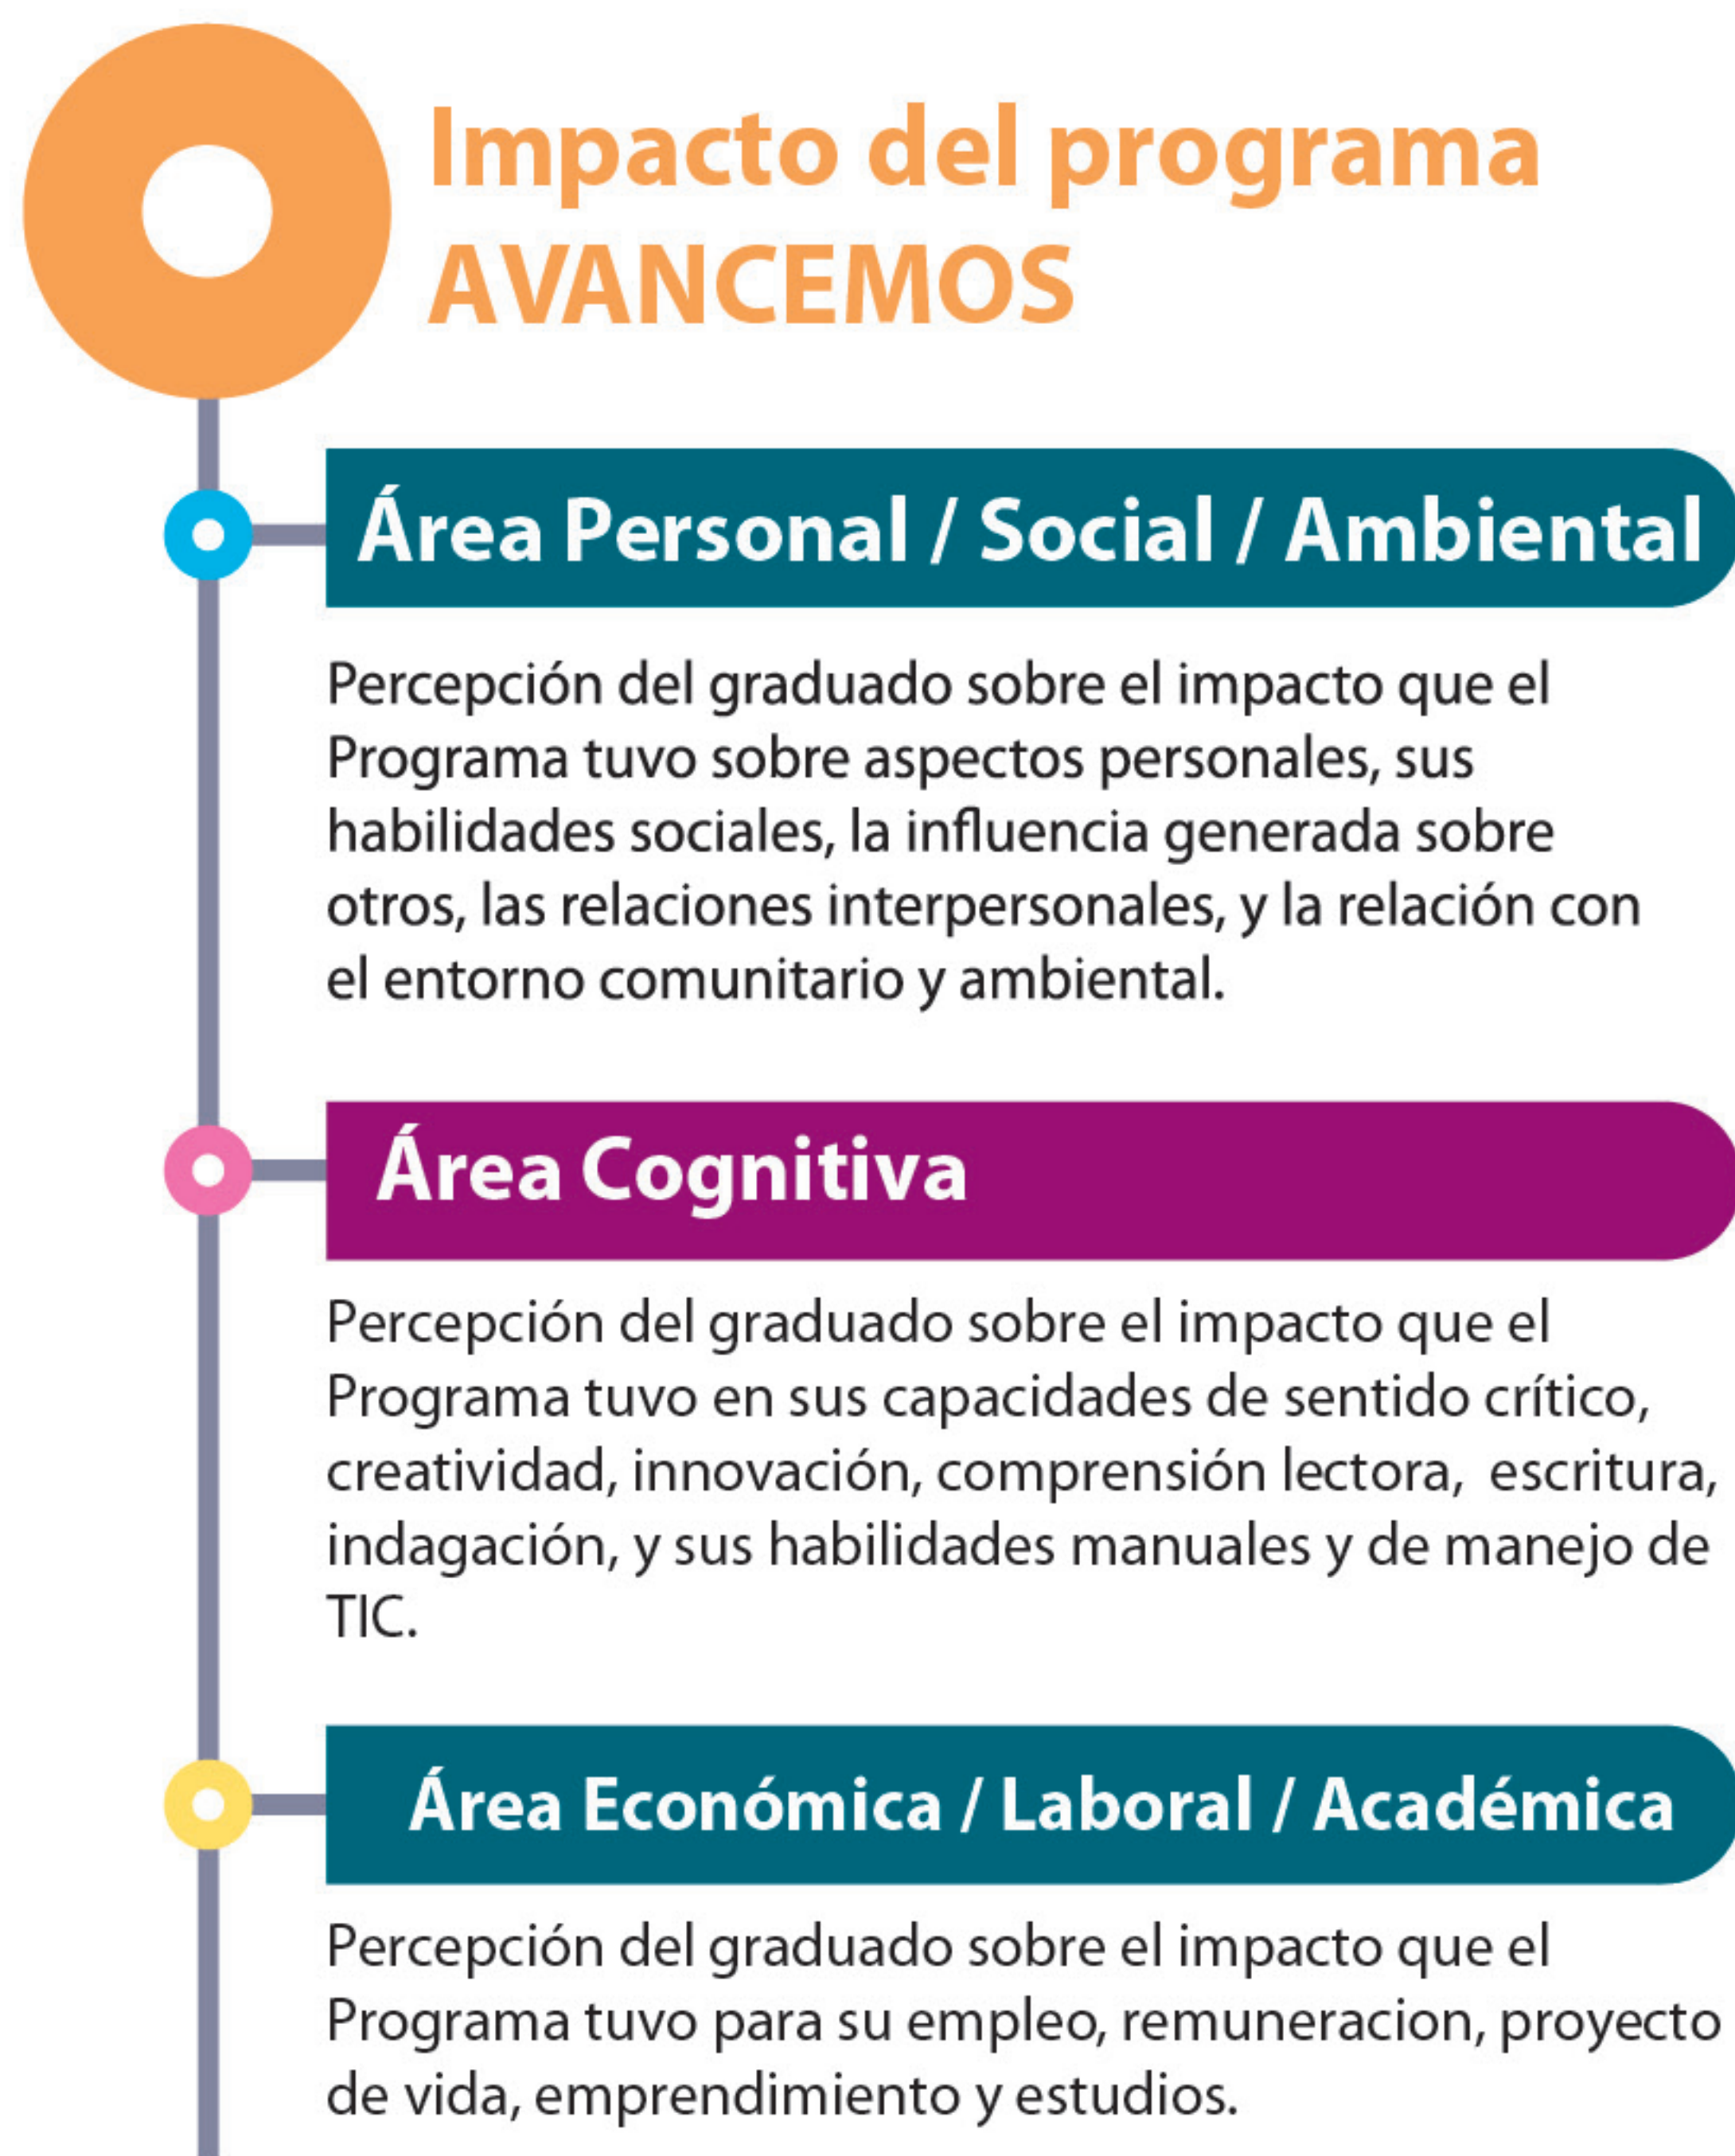 Impacto del programa
AVANCEMOS
Área Personal / Social / Ambiental
Percepción del graduado sobre el impacto que el
Programa tuvo sobre aspectos personales, sus
habilidades sociales, la influencia generada sobre
otros, las relaciones interpersonales, y la relación con
el entorno comunitario y ambiental.
Área Cognitiva
Percepción del graduado sobre el impacto que el
Programa tuvo en sus capacidades de sentido crítico,
creatividad, innovación, comprensión lectora, escritura,
indagación, y sus habilidades manuales y de manejo de
TIC.
Área Económica / Laboral / Académica
Percepción del graduado sobre el impacto que el
Programa tuvo para su empleo, remuneracion, proyecto
de vida, emprendimiento y estudios.